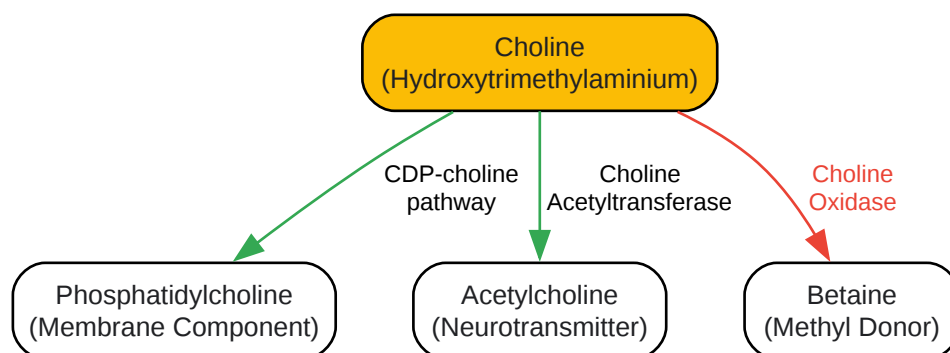 Choline
(Hydroxytrimethylaminium)
CDP-choline
pathway
Choline
Acetyltransferase
Choline
Oxidase
Phosphatidylcholine
(Membrane Component)
Acetylcholine
(Neurotransmitter)
Betaine
(Methyl Donor)